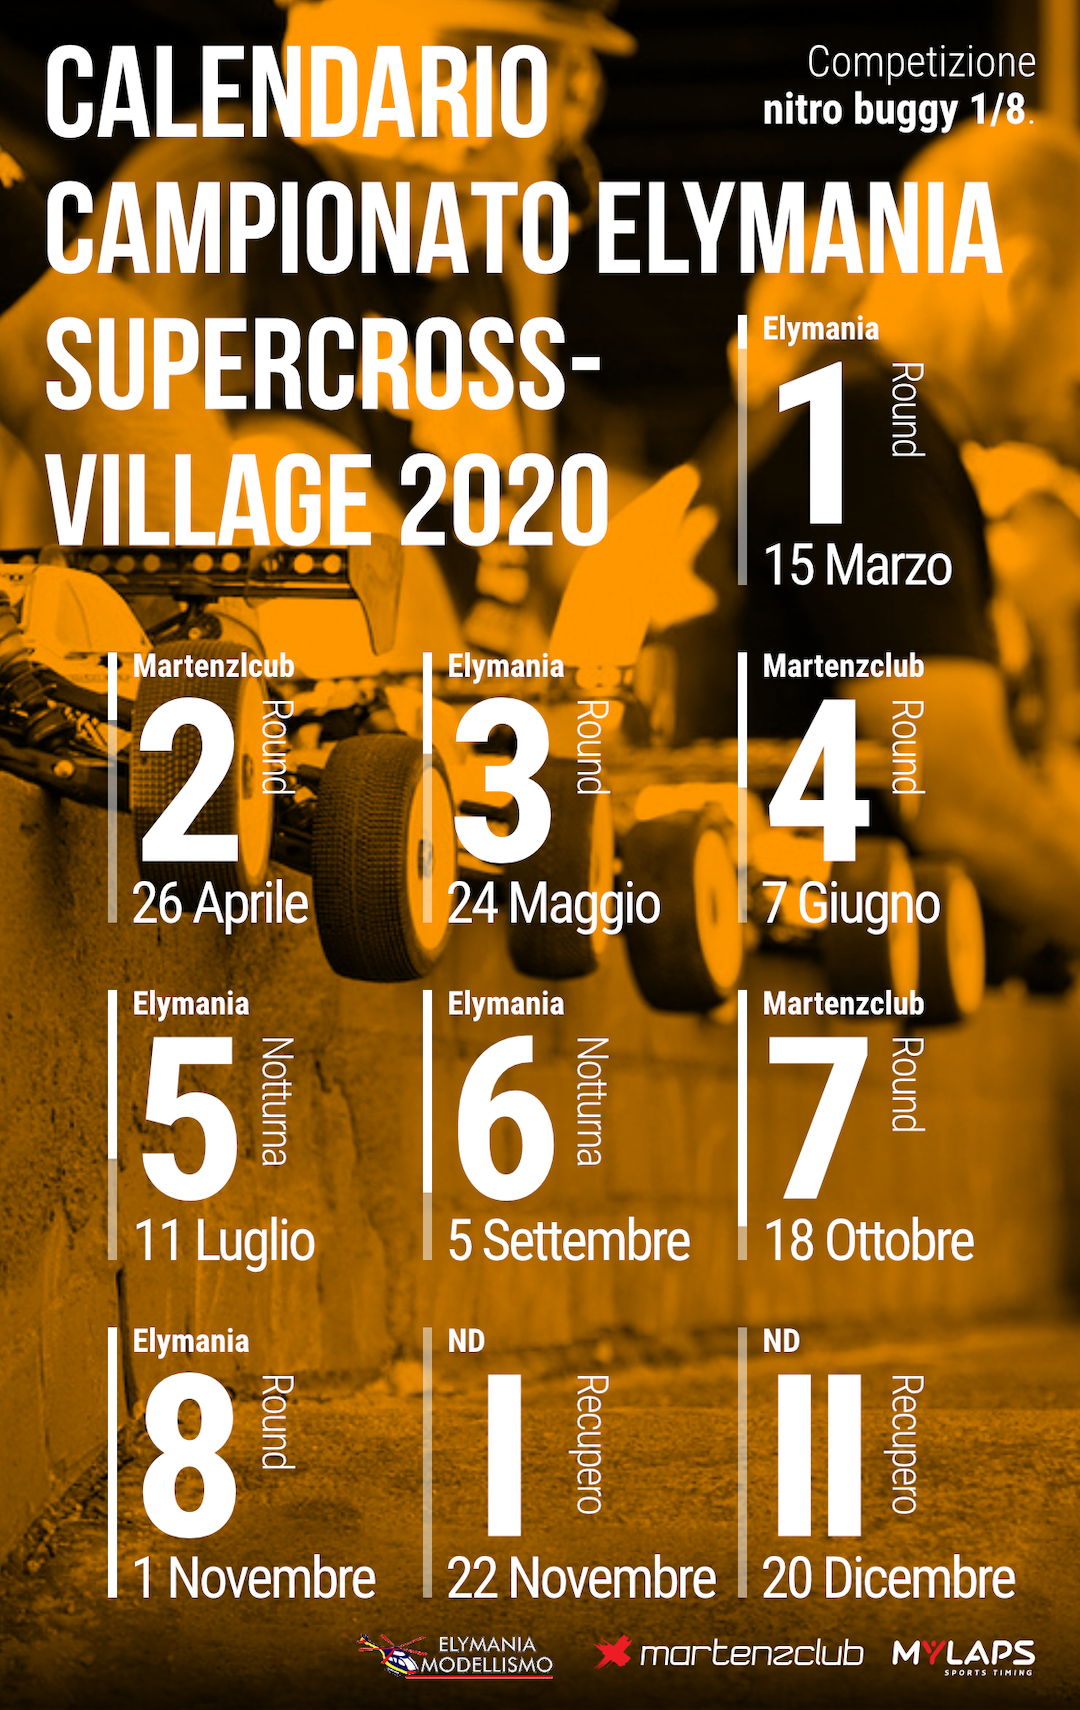 CALENDARIO
CAMPIONATO ELYMANIA
SUPERCROSS-
VILLAGE 2020
Competizione
nitro buggy 1/8.
Elymania
1
Round
15 Marzo
Martenzlcub
2
Round
26 Aprile
Elymania
3
Round
24 Maggio
Martenzclub
4
Round
7 Giugno
Elymania
5
Notturna
11 Luglio
Elymania
6
Notturna
5 Settembre
Martenzclub
7
Round
18 Ottobre
Elymania
8
Round
1 Novembre
ND
I
Recupero
22 Novembre
ND
II
Recupero
20 Dicembre
ELYMANIA
MODELLISMO
martenzclub
MYLAPS
SPORTS TIMING